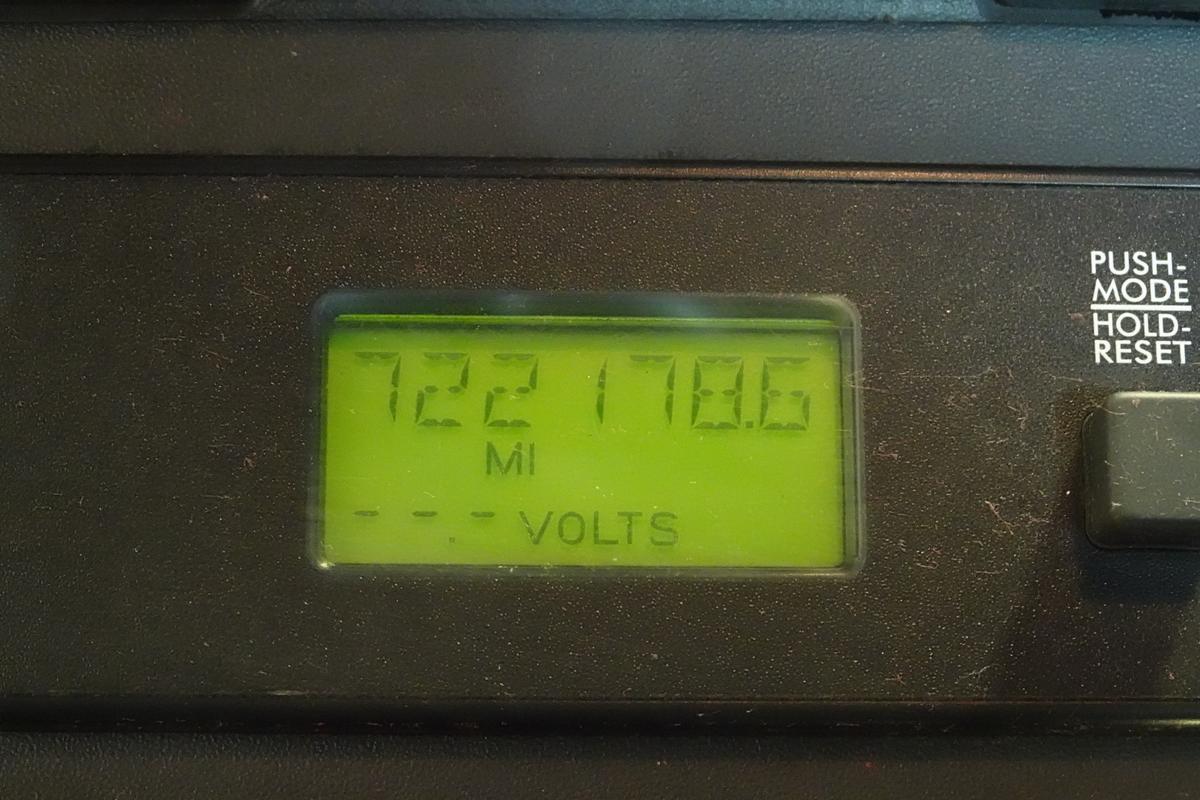 722 178.6
MI
--.- VOLTS
PUSH-
MODE
HOLD-
RESET